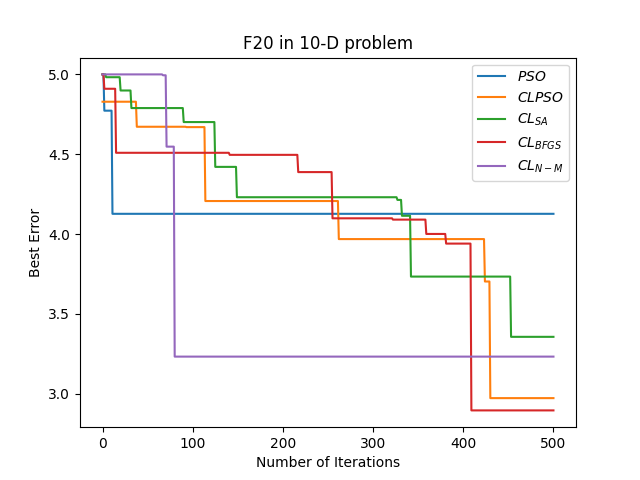 F20 in 10-D problem
5.0
4.5
4.0
3.5
3.0
Best Error
0 100 200 300 400 500
Number of Iterations
PSO
CLPSO
CL_SA
CL_BFGS
CL_N−M